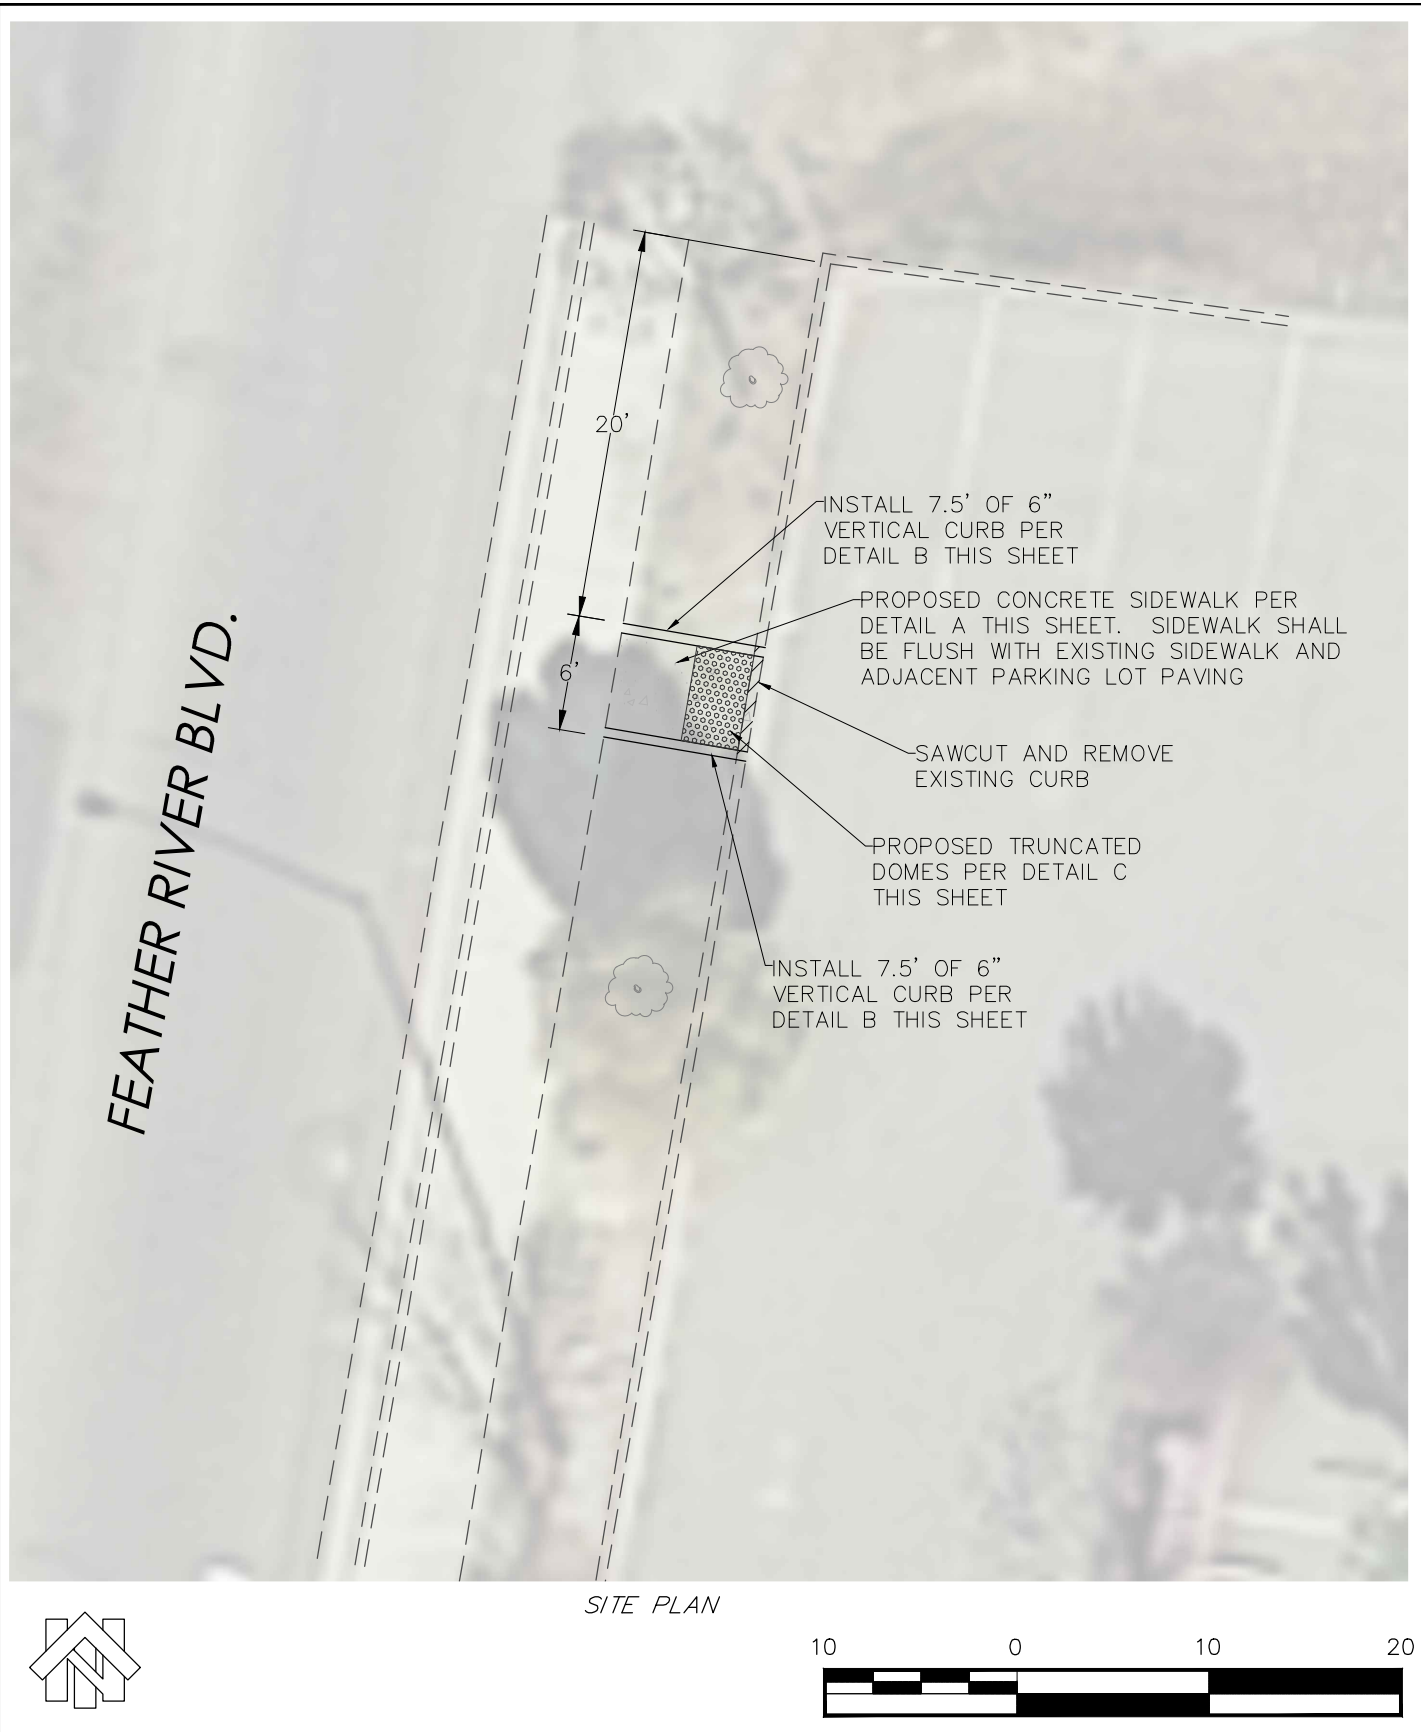 20'
INSTALL 7.5' OF 6”
VERTICAL CURB PER
DETAIL B THIS SHEET
PROPOSED CONCRETE SIDEWALK PER
DETAIL A THIS SHEET. SIDEWALK SHALL
BE FLUSH WITH EXISTING SIDEWALK AND
ADJACENT PARKING LOT PAVING
6'
SAWCUT AND REMOVE
EXISTING CURB
PROPOSED TRUNCATED
DOMES PER DETAIL C
THIS SHEET
INSTALL 7.5' OF 6”
VERTICAL CURB PER
DETAIL B THIS SHEET
FEATHER RIVER BLVD.
SITE PLAN
N
10 0 10 20